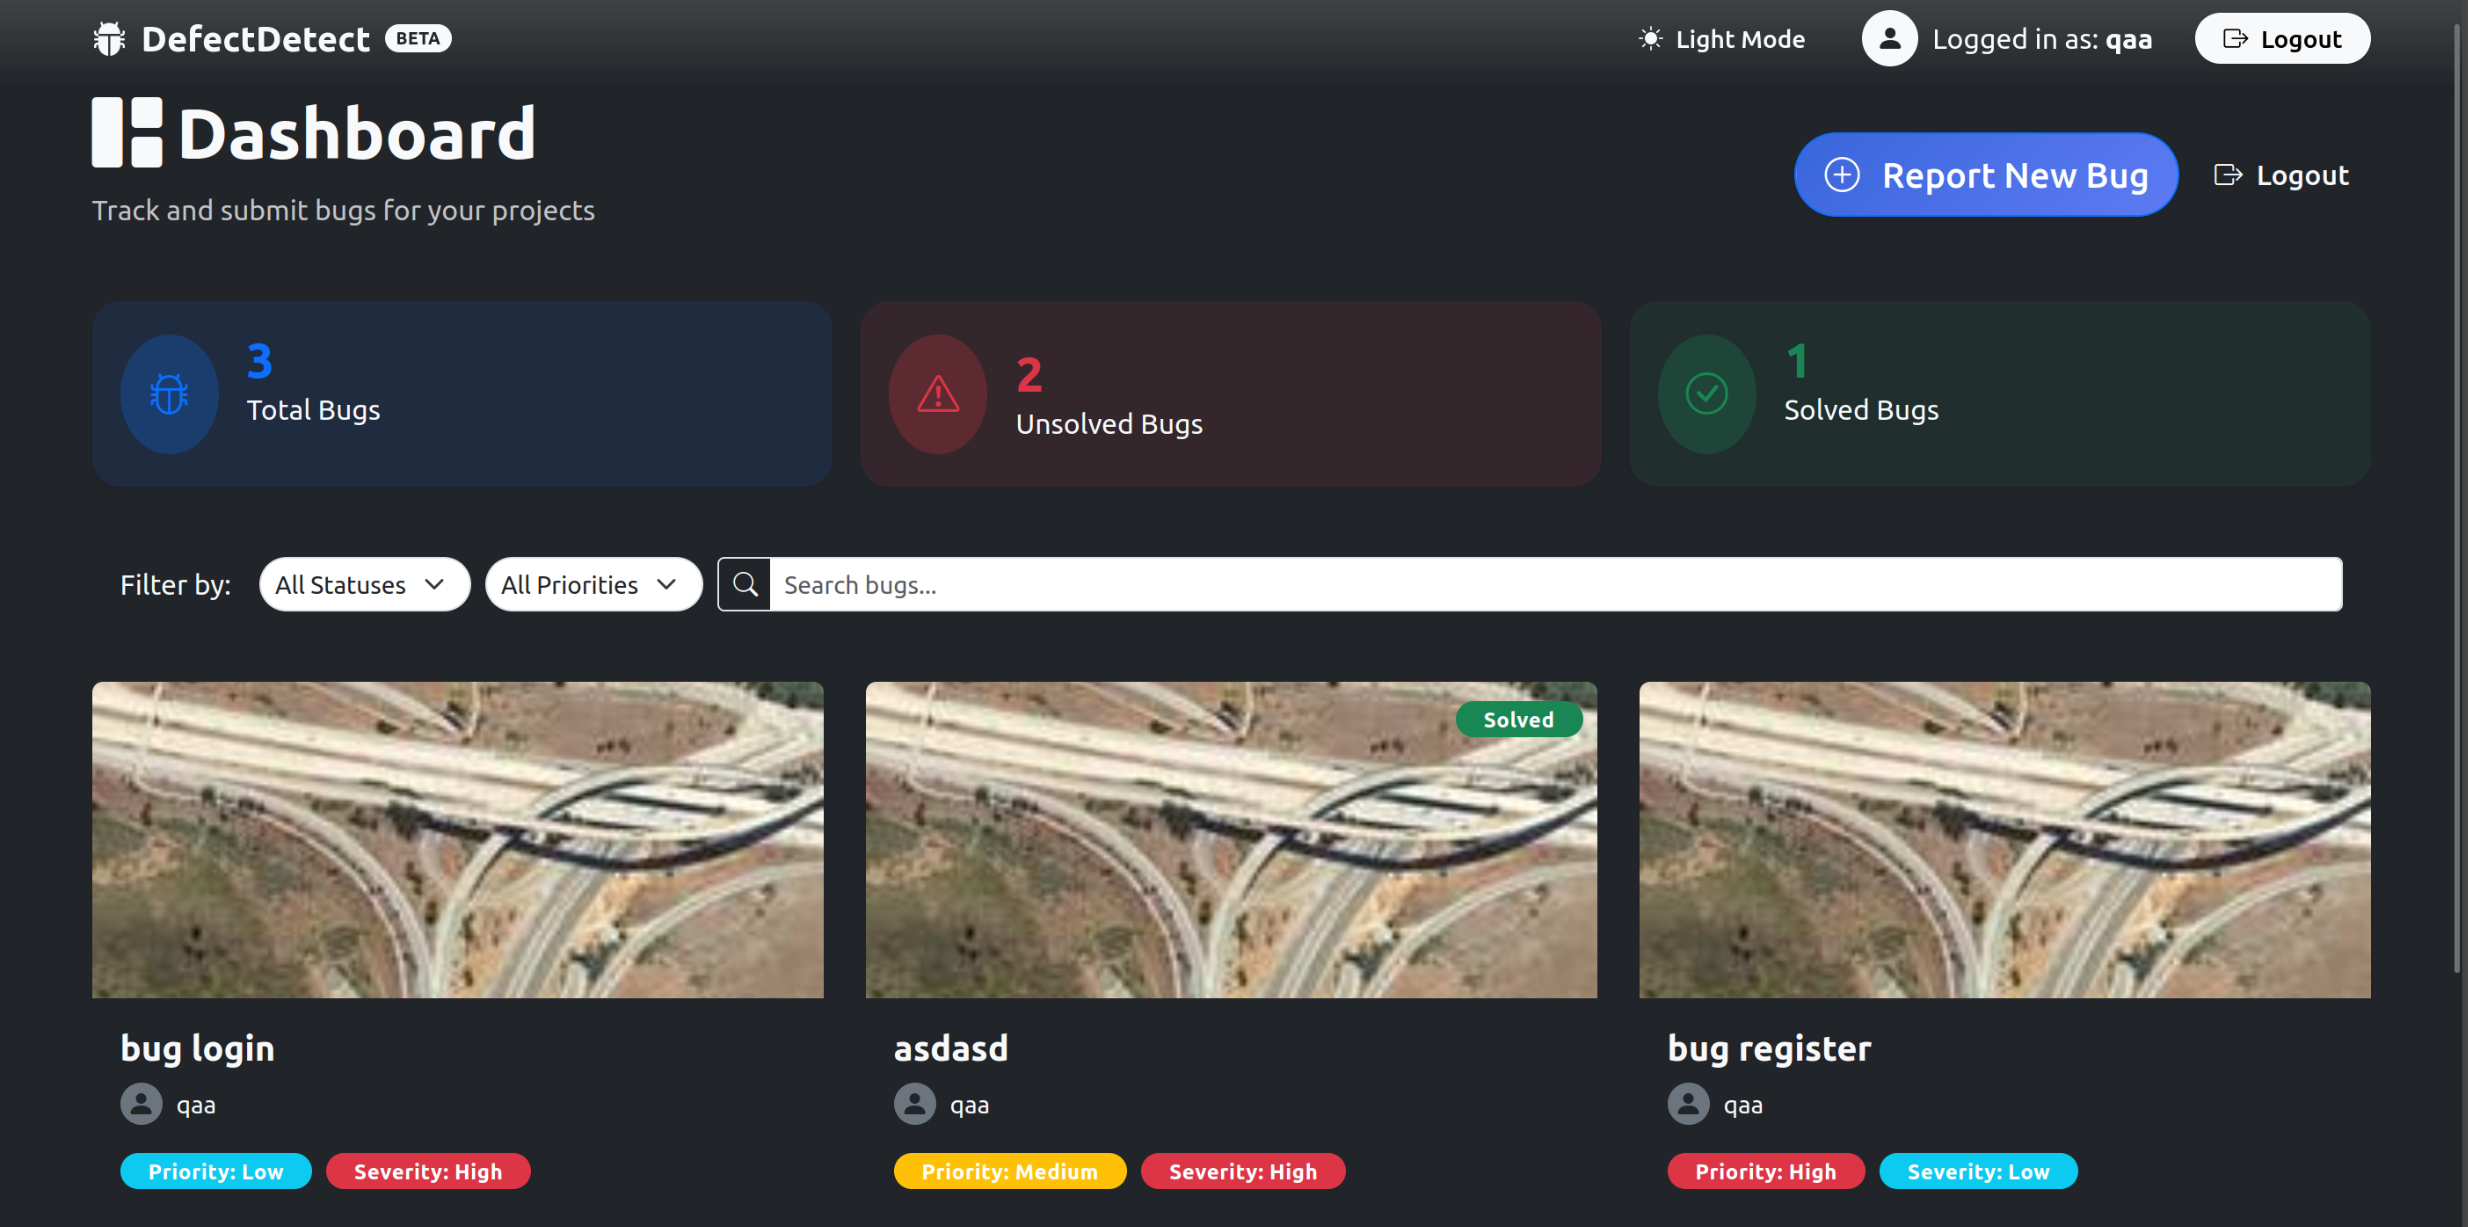 DefectDetect BETA
Light Mode
Logged in as: qaa
Logout
Dashboard
Track and submit bugs for your projects
Report New Bug
Logout
3
Total Bugs
2
Unsolved Bugs
1
Solved Bugs
Filter by:
All Statuses
All Priorities
Search bugs...
bug login
qaa
Priority: Low
Severity: High
Solved
asdasd
qaa
Priority: Medium
Severity: High
bug register
qaa
Priority: High
Severity: Low